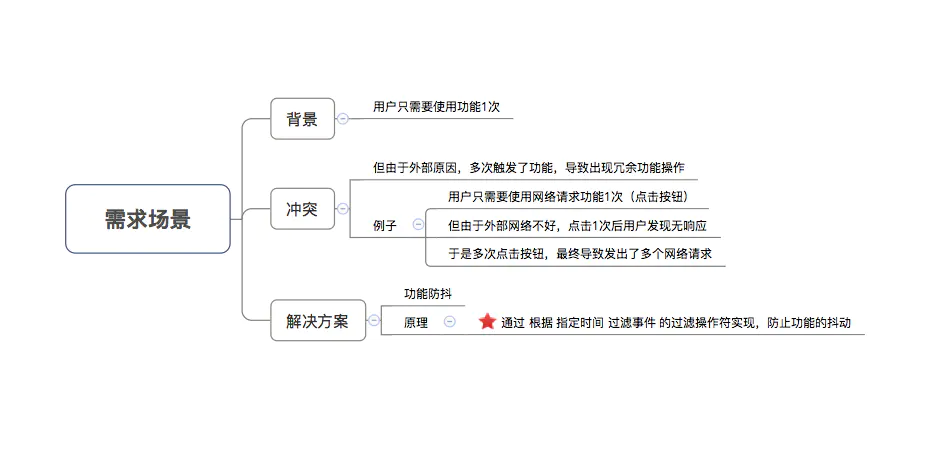 需求场景
背景
用户只需要使用功能1次
冲突
但由于外部原因，多次触发了功能，导致出现冗余功能操作
例子
用户只需要使用网络请求功能1次（点击按钮）
但由于外部网络不好，点击1次后用户发现无响应
于是多次点击按钮，最终导致发出了多个网络请求
解决方案
功能防抖
原理
通过 根据 指定时间 过滤事件 的过滤操作符实现，防止功能的抖动